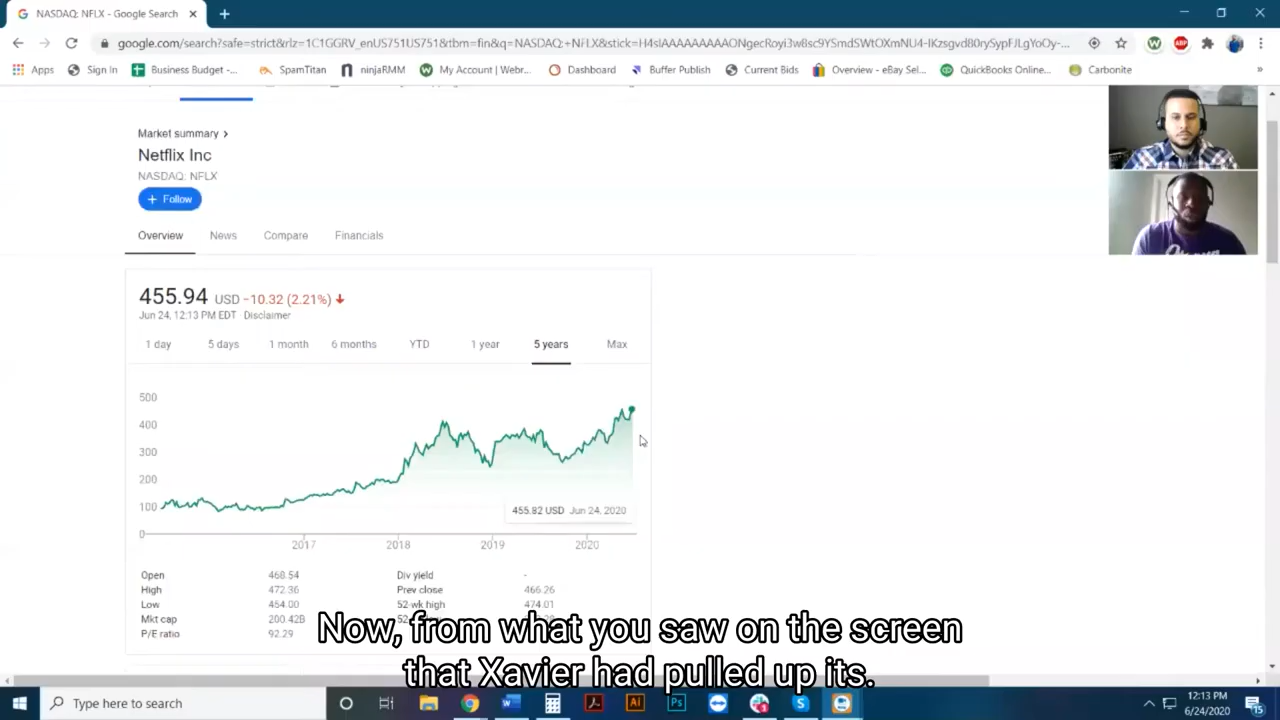 NASDAQ: NFLX - Google Search
google.com/search?safe=strict&rlz=1C1GGRV_enUS751US751&tbm=fin&q=NASDAQ:+NFLX&stick=
Apps Sign In Business Budget -... SpamTitan ninjaRMM My Account | Webr... Dashboard Buffer Publish Current Bids Overview - eBay Sel... QuickBooks Online... Carbonite »
Market summary >
Netflix Inc
NASDAQ: NFLX
+ Follow
Overview News Compare Financials
455.94 USD −10.32 (2.21%)
Jun 24, 12:13 PM EDT Disclaimer
1 day 5 days 1 month 6 months YTD 1 year 5 years Max
500
400
300
200
100
0
455.82 USD Jun 24, 2020
2017 2018 2019 2020
Open 468.54 Div yield -
High 472.36 Prev close 466.26
Low 454.00 52-wk high 474.01
Mkt cap 200.42B
P/E ratio 92.29
Now, from what you saw on the screen
that Xavier had pulled up its.
Type here to search
12:13 PM
6/24/2020
15